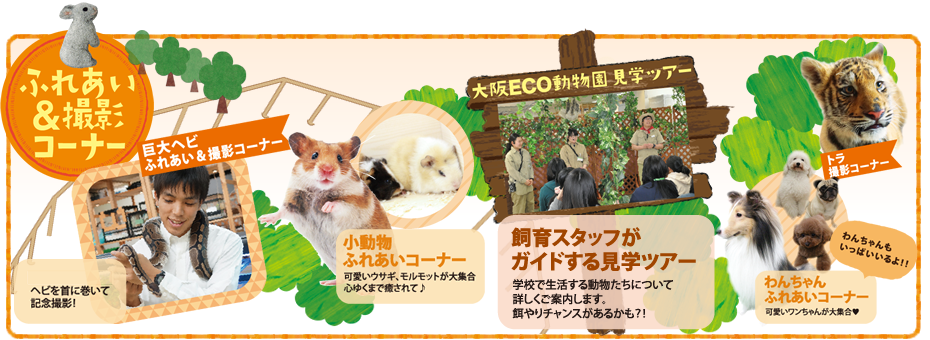 ふれあい
&撮影
コーナー
巨大ヘビ
ふれあい&撮影コーナー
ヘビを首に巻いて
記念撮影!
小動物
ふれあいコーナー
可愛いウサギ、モルモットが大集合
心ゆくまで癒されて♪
大阪ECO動物園 見学ツアー
飼育スタッフが
ガイドする見学ツアー
学校で生活する動物たちについて
詳しくご案内します。
餌やりチャンスがあるかも?!
トラ
撮影コーナー
わんちゃんも
いっぱいいるよ!!
わんちゃん
ふれあいコーナー
可愛いワンちゃんが大集合♥